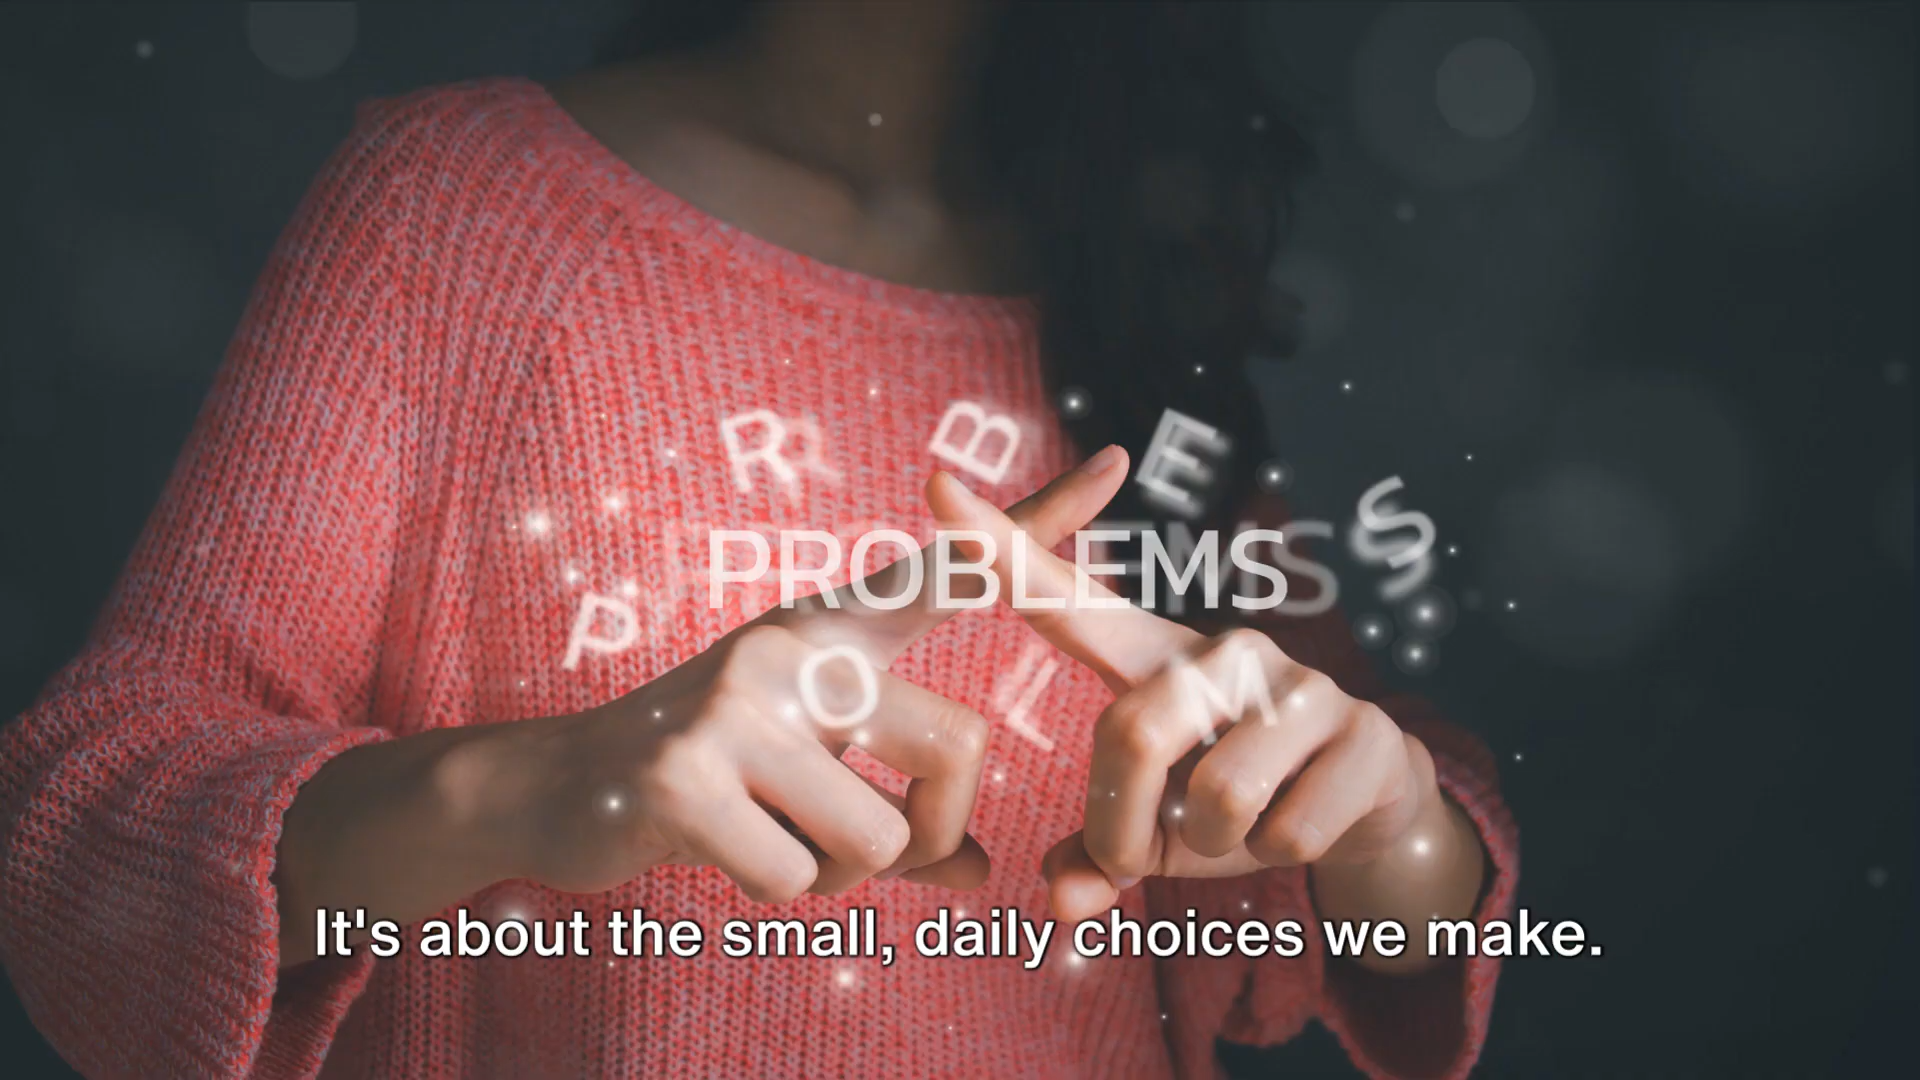 R B E S
PROBLEMS
P O L M
It's about the small, daily choices we make.